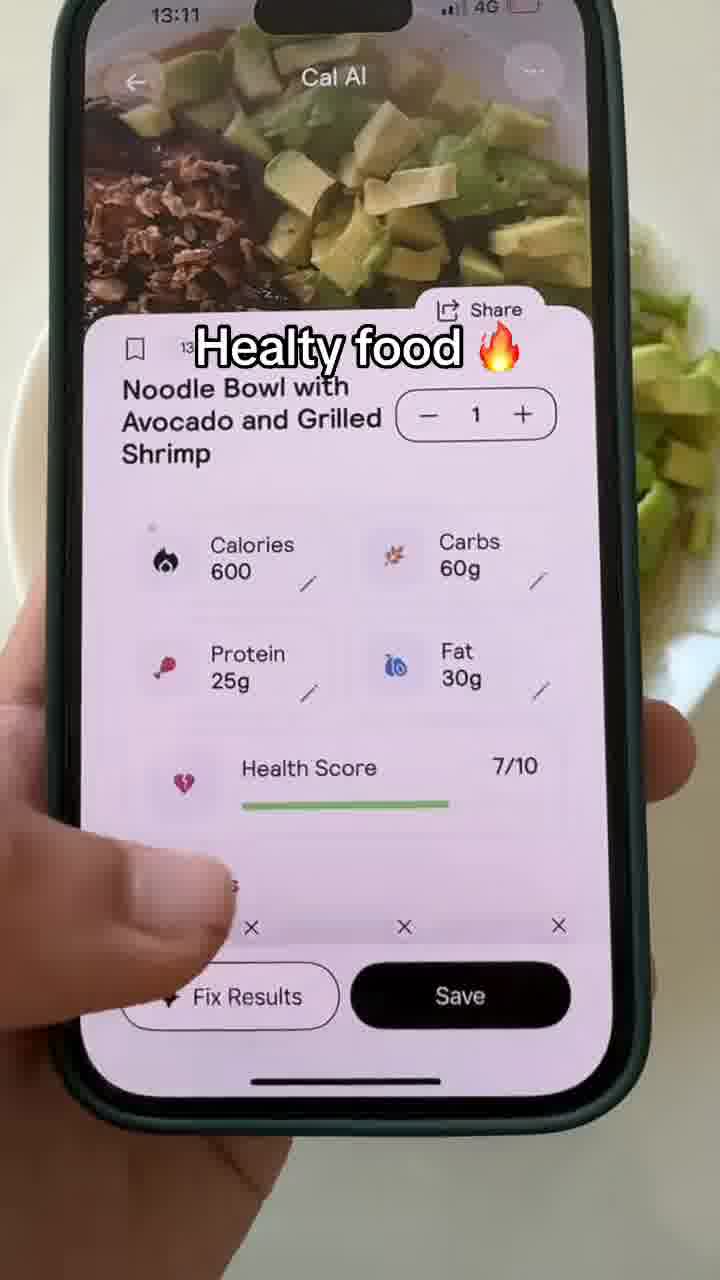 13:11
4G
Cal AI
Share
13
Healty food 🔥
Noodle Bowl with
Avocado and Grilled
Shrimp
1
Calories
600
Carbs
60g
Protein
25g
Fat
30g
Health Score
7/10
Fix Results
Save